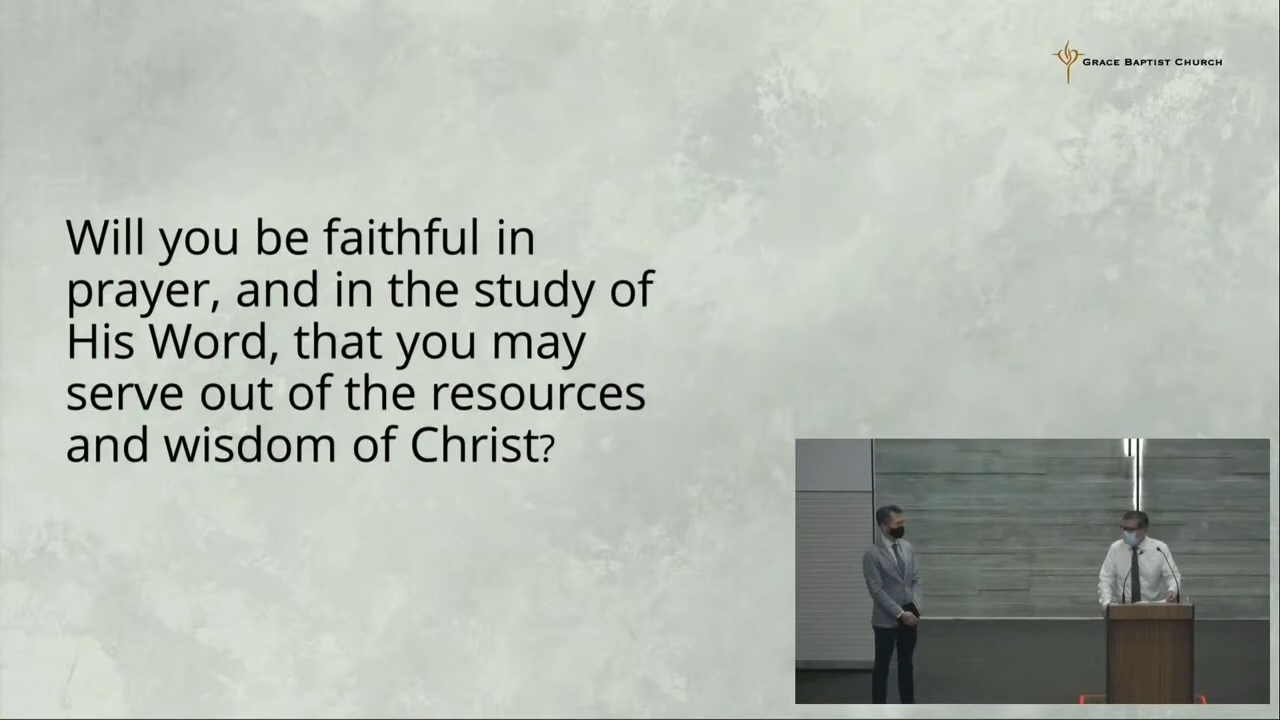 GRACE BAPTIST CHURCH
Will you be faithful in
prayer, and in the study of
His Word, that you may
serve out of the resources
and wisdom of Christ?